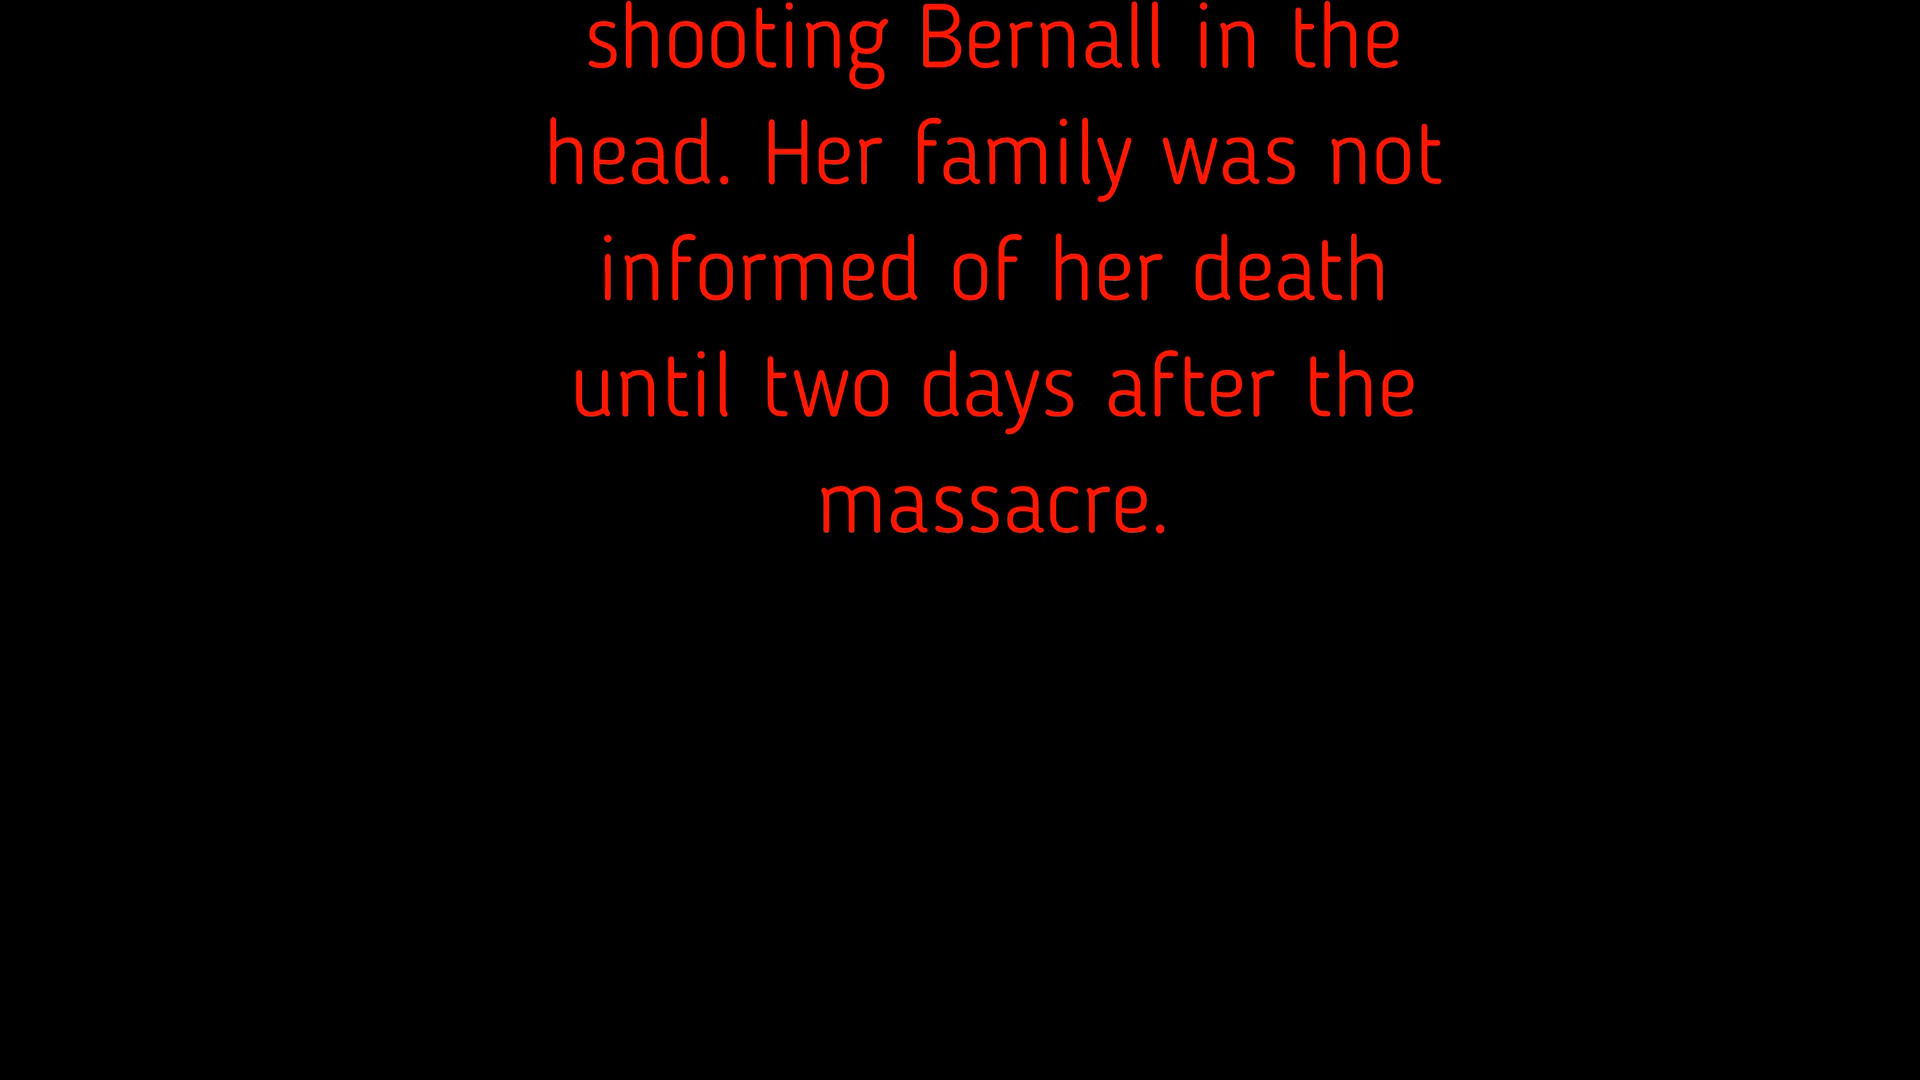 shooting Bernall in the
head. Her family was not
informed of her death
until two days after the
massacre.